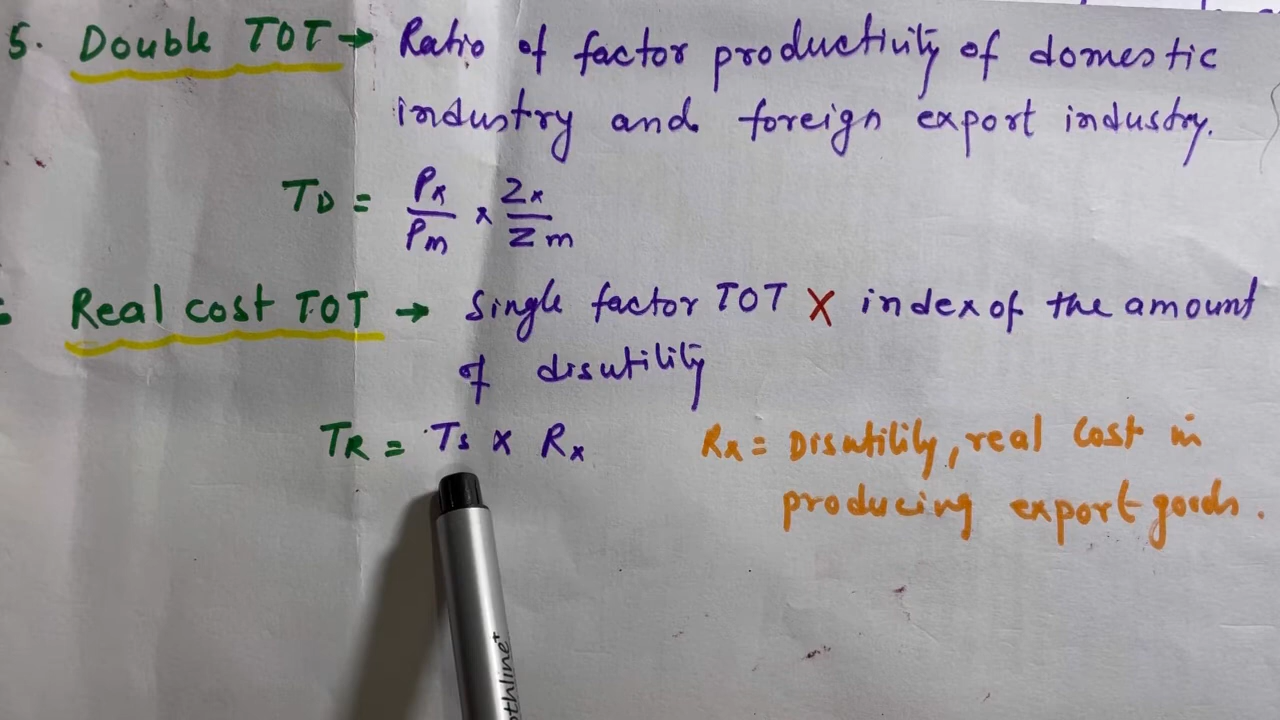 5. Double TOT → Ratio of factor productivity of domestic
industry and foreign export industry.
TD = Px/Pm x Zx/Zm
Real cost TOT → Single factor TOT X index of the amount
of disutility
TR = Ts x Rx
Rx = Disutility, real cost in
producing export goods.
othline+